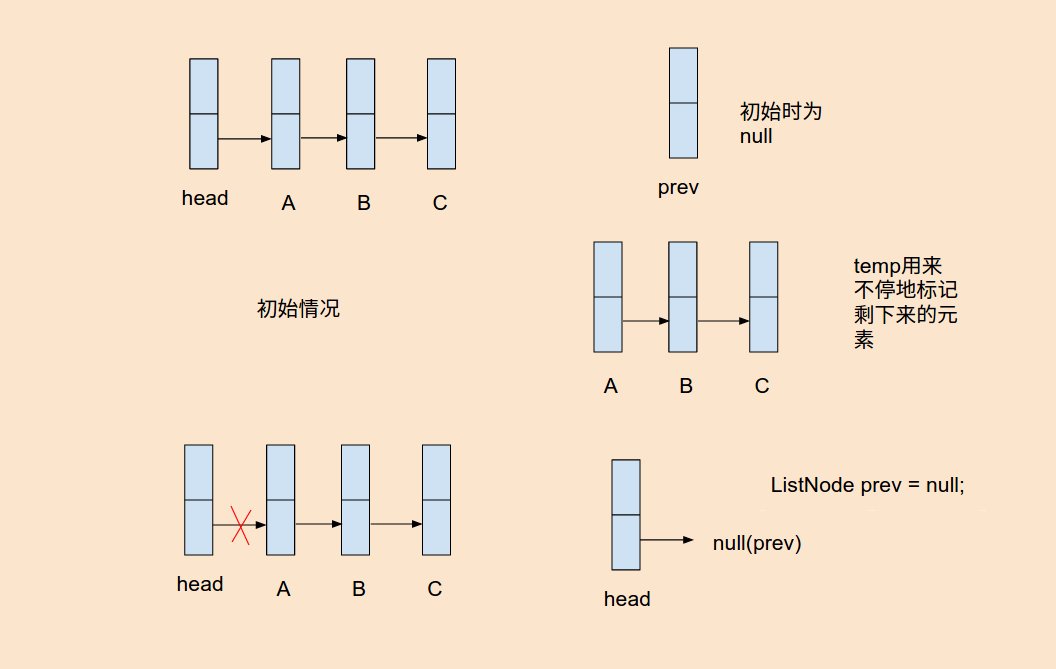 head
A
B
C
初始时为
null
prev
初始情况
temp用来
不停地标记
剩下来的元
素
A
B
C
head
A
B
C
ListNode prev = null;
null(prev)
head